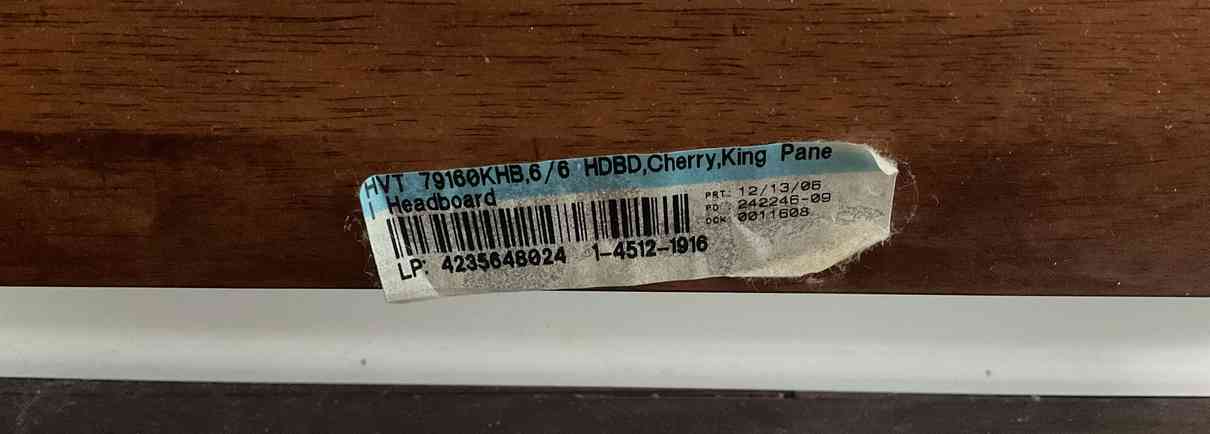 HVT 79160KHB,6/6 HDBD,Cherry,King Pane
l Headboard
PRT: 12/13/06
PO : 242246-09
DCK: 0011608
LP: 4235648024 1-4512-1916